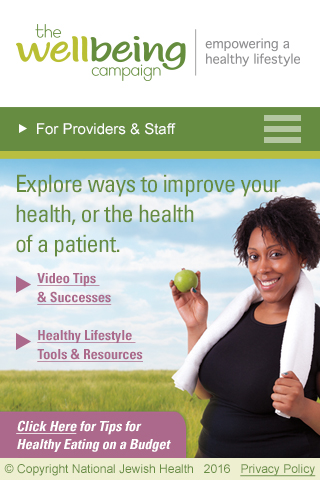 the
wellbeing
campaign
empowering a
healthy lifestyle
For Providers & Staff
Explore ways to improve your
health, or the health
of a patient.
Video Tips
& Successes
Healthy Lifestyle
Tools & Resources
Click Here for Tips for
Healthy Eating on a Budget
© Copyright National Jewish Health 2016 Privacy Policy